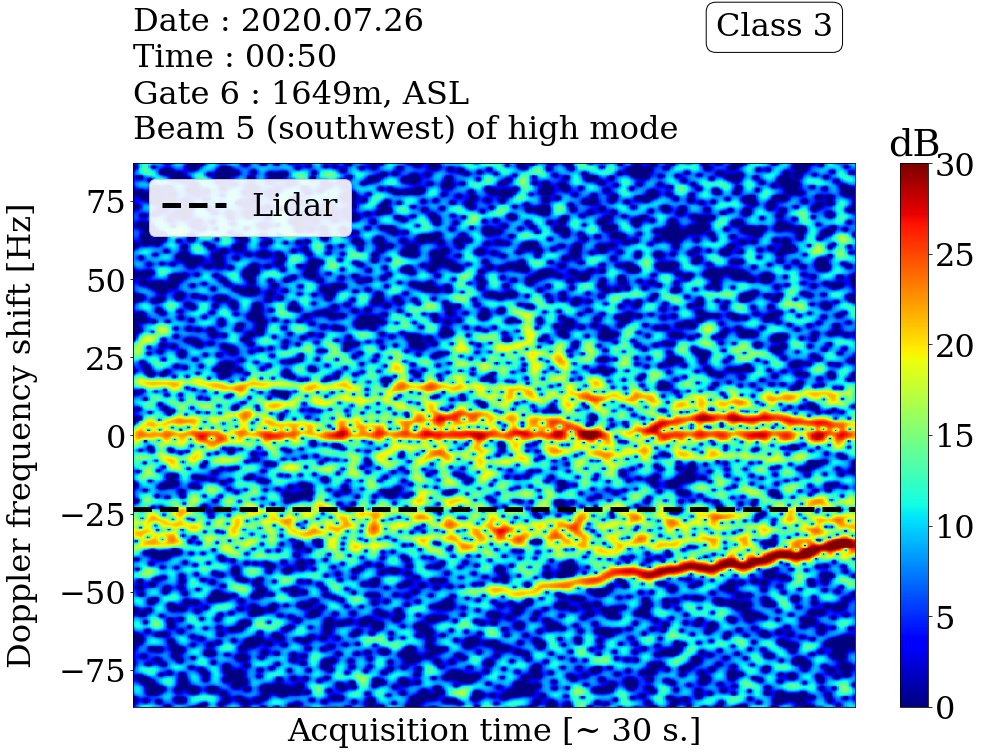 Date : 2020.07.26
Time : 00:50
Gate 6 : 1649m, ASL
Beam 5 (southwest) of high mode
Class 3
dB
Lidar
Doppler frequency shift [Hz]
75
50
25
0
−25
−50
−75
Acquisition time [~ 30 s.]
30
25
20
15
10
5
0